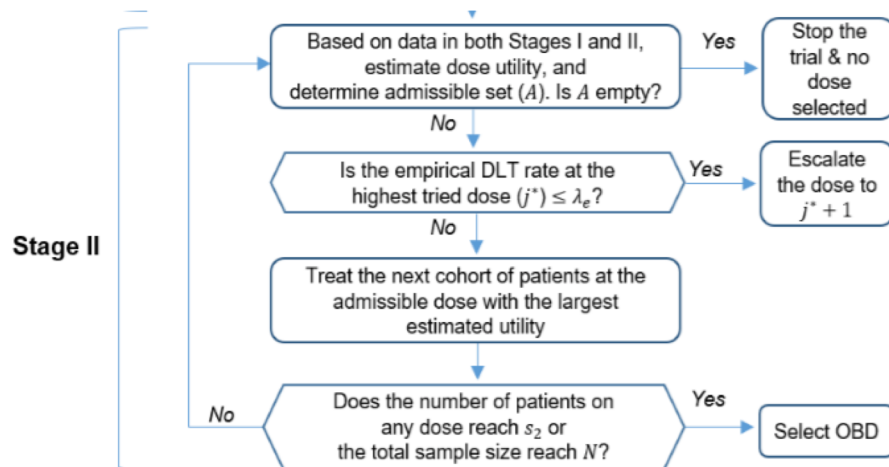 Based on data in both Stages I and II,
estimate dose utility, and
determine admissible set (A). Is A empty?
Yes
Stop the
trial & no
dose
selected
No
Is the empirical DLT rate at the
highest tried dose (j*) ≤ λₑ?
Yes
Escalate
the dose to
j* + 1
No
Stage II
Treat the next cohort of patients at the
admissible dose with the largest
estimated utility
No
Does the number of patients on
any dose reach s₂ or
the total sample size reach N?
Yes
Select OBD